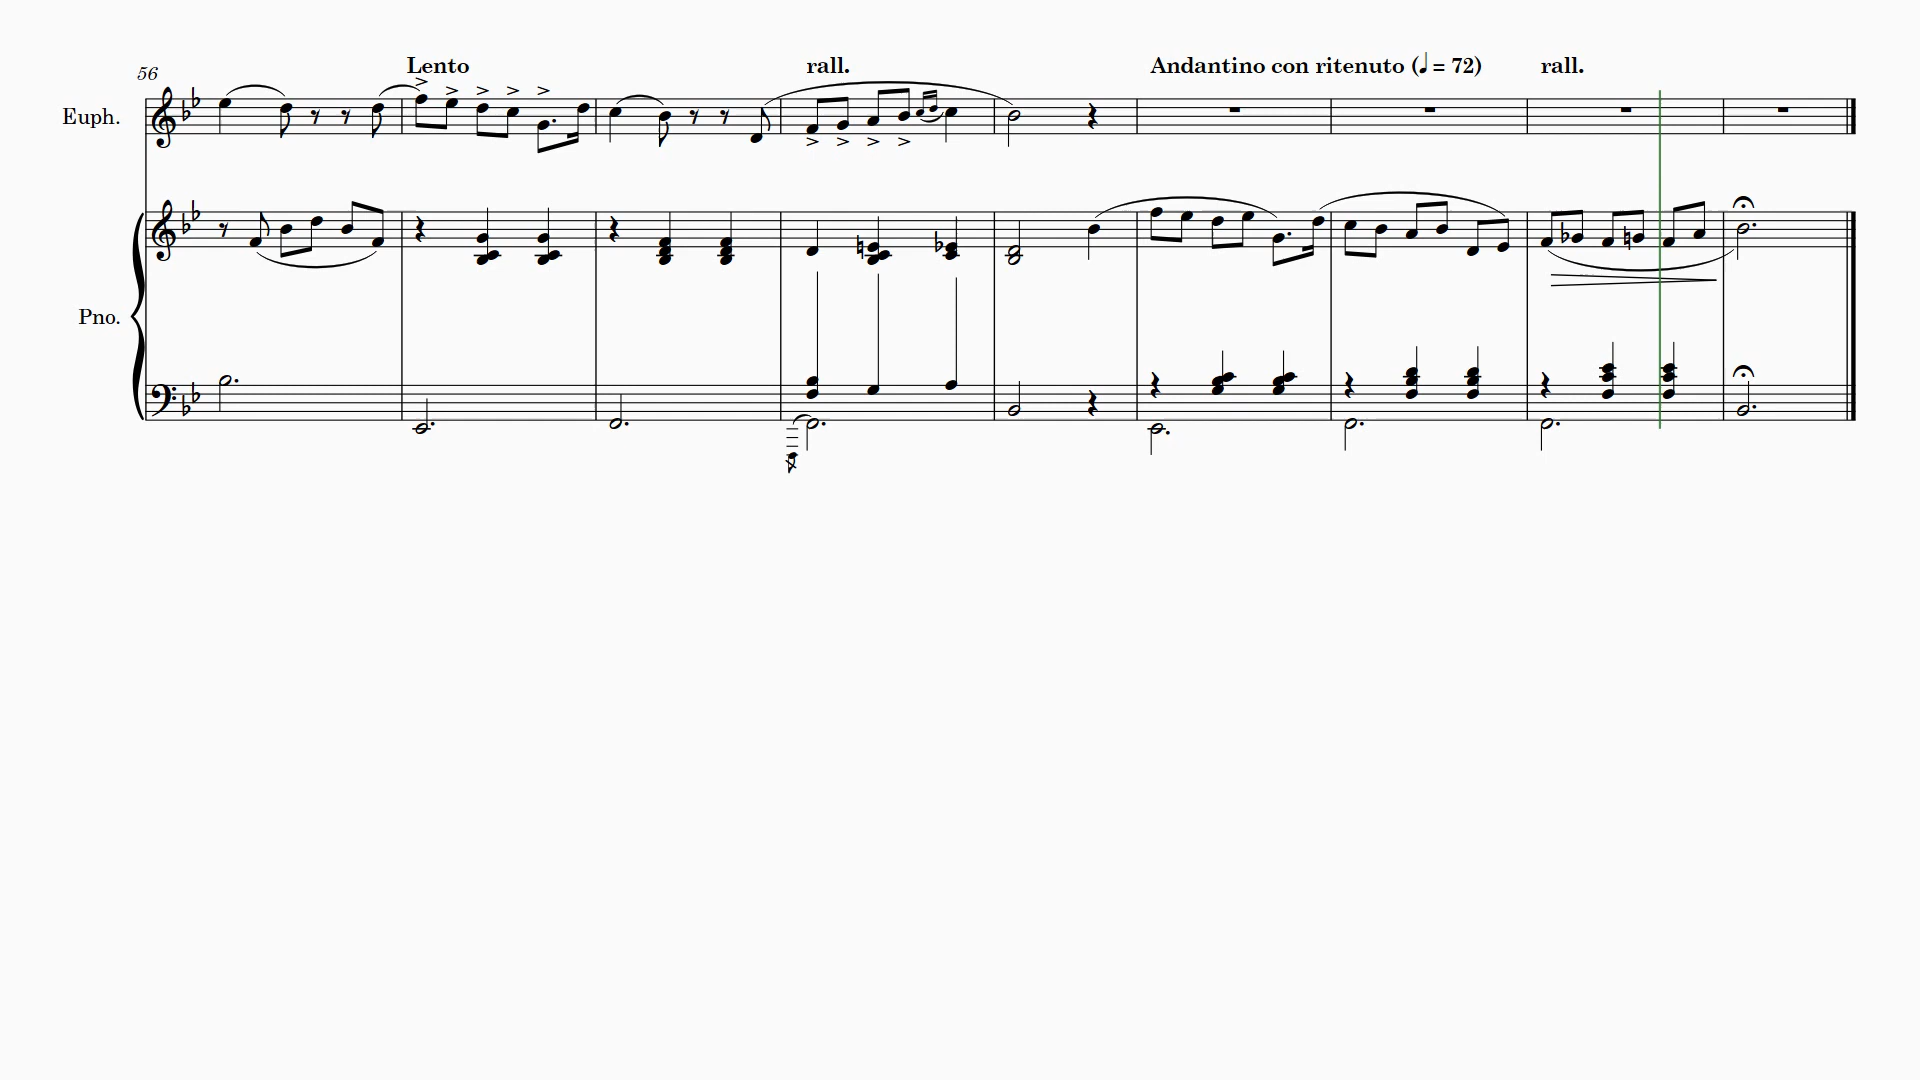 56
Lento
rall.
Andantino con ritenuto (♩ = 72)
rall.
Euph.
Pno.